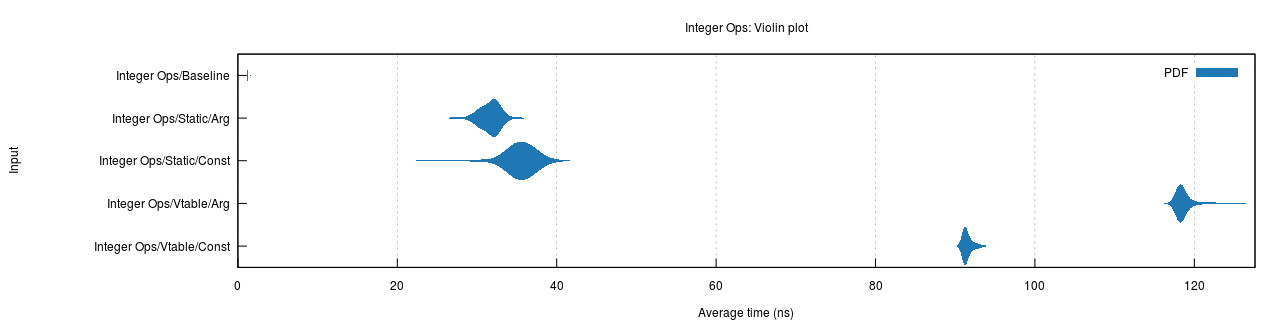 Integer Ops: Violin plot
PDF
Integer Ops/Baseline
Integer Ops/Static/Arg
Integer Ops/Static/Const
Integer Ops/Vtable/Arg
Integer Ops/Vtable/Const
Input
0 20 40 60 80 100 120
Average time (ns)